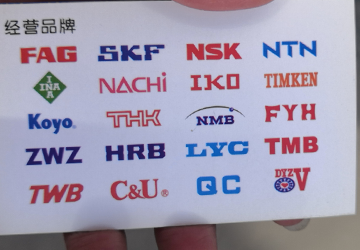 经营品牌
FAG SKF NSK NTN
INA NACHi IKO TIMKEN
Koyo® THK NMB FYH
ZWZ HRB LYC TMB
TWB C&U® QC DYZV